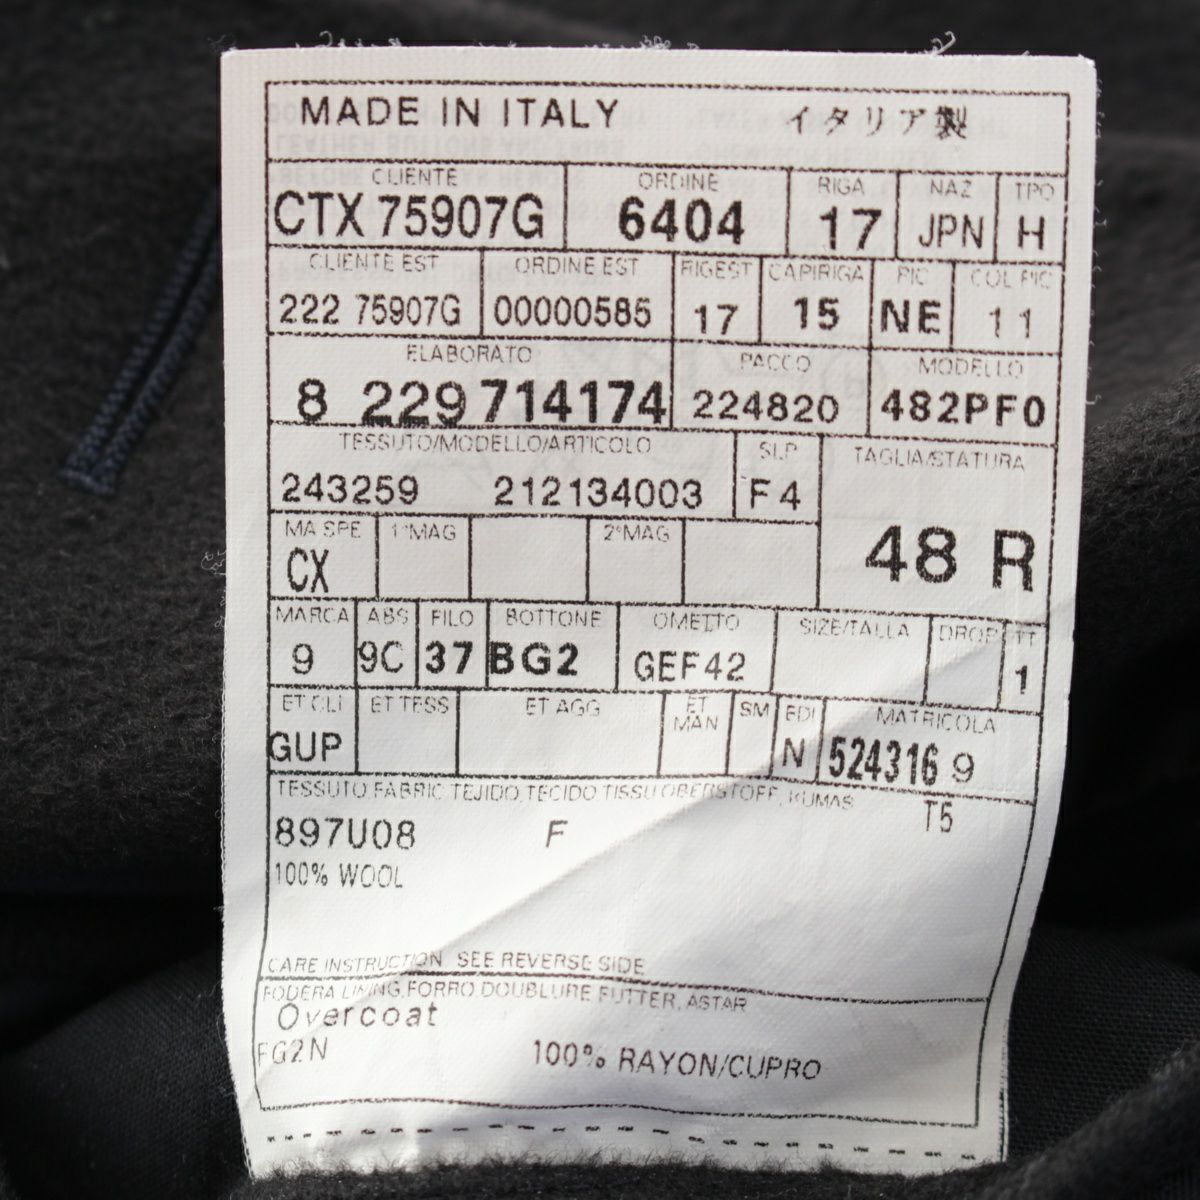 MADE IN ITALY イタリア製
CLIENTE ORDINE RIGA NAZ TPO
CTX 75907G 6404 17 JPN H
CLIENTE EST ORDINE EST RIGEST CAPIRIGA PIC COL PIC
222 75907G 00000585 17 15 NE 11
ELABORATO PACCO MODELLO
8 229 714174 224820 482PF0
TESSUTO/MODELLO/ARTICOLO SLP TAGLIA/STATURA
243259 212134003 F4
48 R
MA SPE 1°MAG 2°MAG
CX
MARCA ABS FILO BOTTONE OMETTO SIZE/TALLA DROP TT
9 9C 37 BG2 GEF42 1
ET CLI ET TESS ET AGG ET MAN SM EDI MATRICOLA
GUP N 524316 9
TESSUTO, FABRIC, TEJIDO, TECIDO, TISSU, OBERSTOFF, KUMAS
897U08 F T5
100% WOOL
CARE INSTRUCTION SEE REVERSE SIDE
FODERA, LINING, FORRO, DOUBLURE, FUTTER, ASTAR
Overcoat
FG2N 100% RAYON/CUPRO